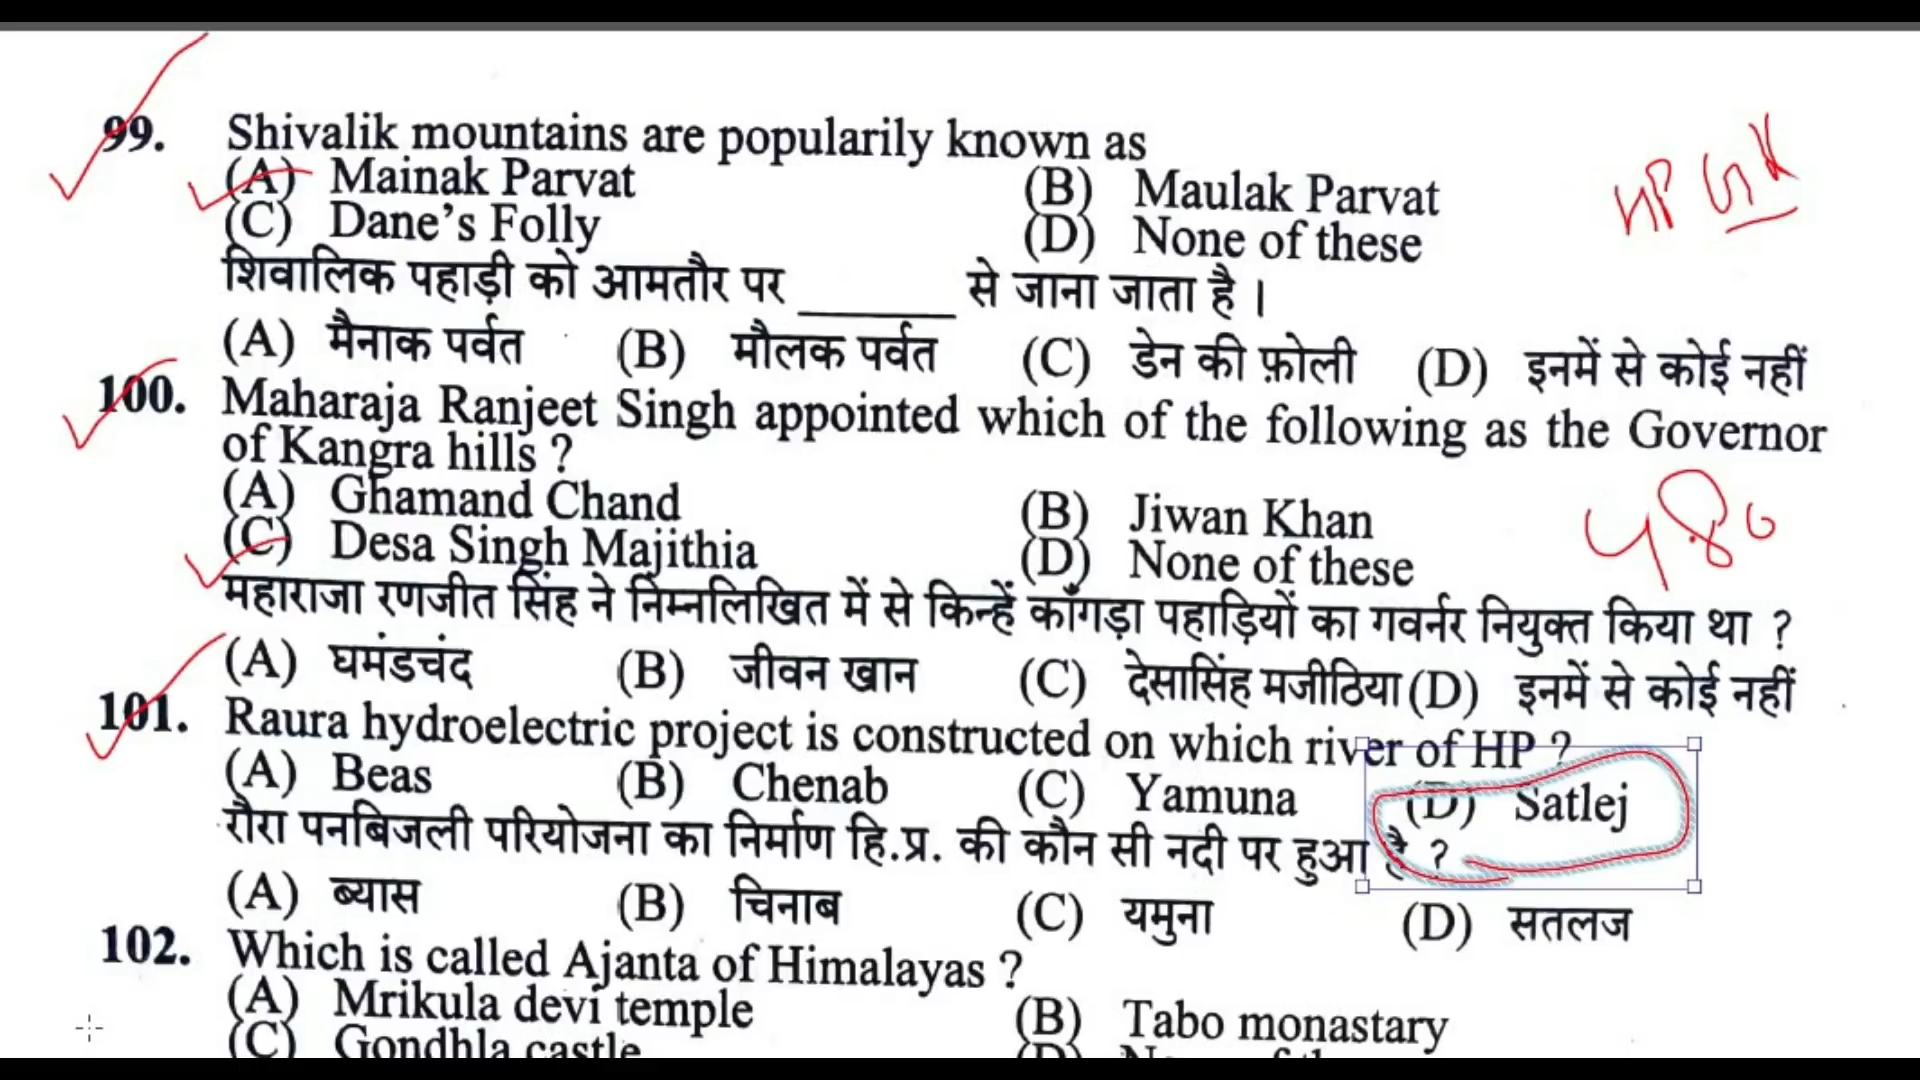 99. Shivalik mountains are popularily known as
(A) Mainak Parvat (B) Maulak Parvat
(C) Dane's Folly (D) None of these
शिवालिक पहाड़ी को आमतौर पर ______ से जाना जाता है ।
(A) मैनाक पर्वत (B) मौलक पर्वत (C) डेन की फ़ोली (D) इनमें से कोई नहीं
100. Maharaja Ranjeet Singh appointed which of the following as the Governor
of Kangra hills ?
(A) Ghamand Chand (B) Jiwan Khan
(C) Desa Singh Majithia (D) None of these
महाराजा रणजीत सिंह ने निम्नलिखित में से किन्हें काँगड़ा पहाड़ियों का गवर्नर नियुक्त किया था ?
(A) घमंडचंद (B) जीवन खान (C) देसासिंह मजीठिया (D) इनमें से कोई नहीं
101. Raura hydroelectric project is constructed on which river of HP ?
(A) Beas (B) Chenab (C) Yamuna (D) Satlej
रौरा पनबिजली परियोजना का निर्माण हि.प्र. की कौन सी नदी पर हुआ है ?
(A) ब्यास (B) चिनाब (C) यमुना (D) सतलज
102. Which is called Ajanta of Himalayas ?
(A) Mrikula devi temple (B) Tabo monastary
(C) Gondhla castle
HP GK